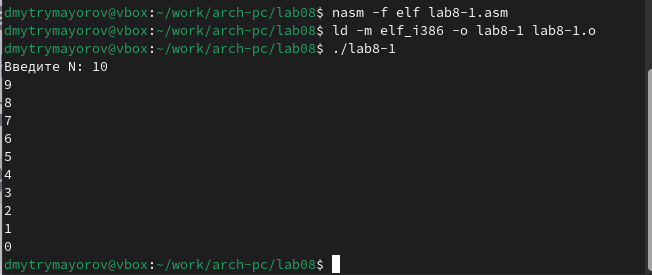 dmytrymayorov@vbox:~/work/arch-pc/lab08$ nasm -f elf lab8-1.asm
dmytrymayorov@vbox:~/work/arch-pc/lab08$ ld -m elf_i386 -o lab8-1 lab8-1.o
dmytrymayorov@vbox:~/work/arch-pc/lab08$ ./lab8-1
Введите N: 10
9
8
7
6
5
4
3
2
1
0
dmytrymayorov@vbox:~/work/arch-pc/lab08$